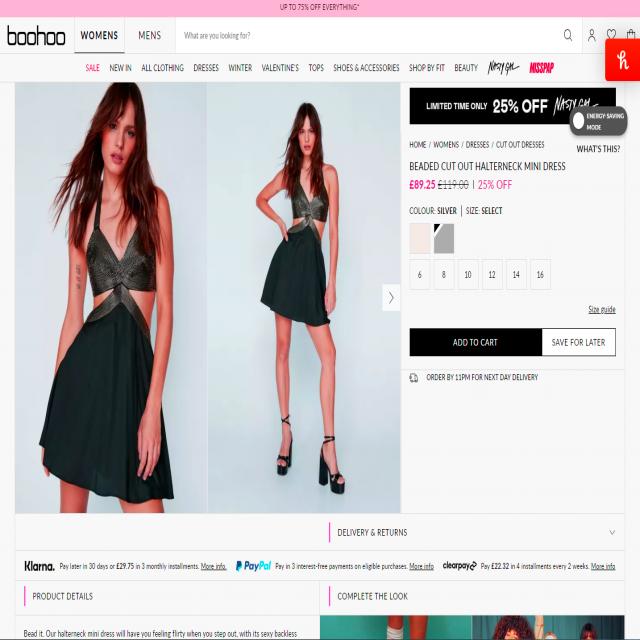 UP TO 75% OFF EVERYTHING*
boohoo WOMENS MENS What are you looking for?
SALE NEW IN ALL CLOTHING DRESSES WINTER VALENTINE'S TOPS SHOES & ACCESSORIES SHOP BY FIT BEAUTY NASTY GAL MISSPAP
h
LIMITED TIME ONLY 25% OFF NASTY GAL
ENERGY-SAVING
MODE
HOME / WOMENS / DRESSES / CUT OUT DRESSES
WHAT'S THIS?
BEADED CUT OUT HALTERNECK MINI DRESS
£89.25 £119.00 | 25% OFF
COLOUR: SILVER | SIZE: SELECT
6 8 10 12 14 16
Size guide
ADD TO CART SAVE FOR LATER
ORDER BY 11PM FOR NEXT DAY DELIVERY
DELIVERY & RETURNS
Klarna. Pay later in 30 days or £29.75 in 3 monthly installments. More info. PayPal Pay in 3 interest-free payments on eligible purchases. More info clearpay Pay £22.32 in 4 installments every 2 weeks. More info
PRODUCT DETAILS COMPLETE THE LOOK
Bead it. Our halterneck mini dress will have you feeling flirty when you step out, with its sexy backless